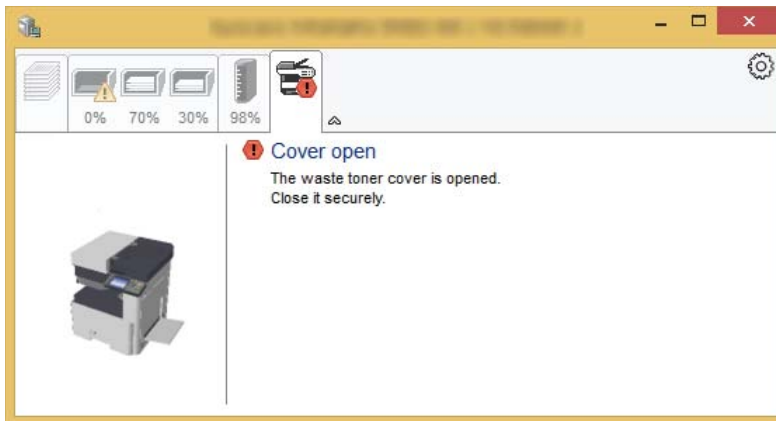 0% 70% 30% 98%
Cover open
The waste toner cover is opened.
Close it securely.